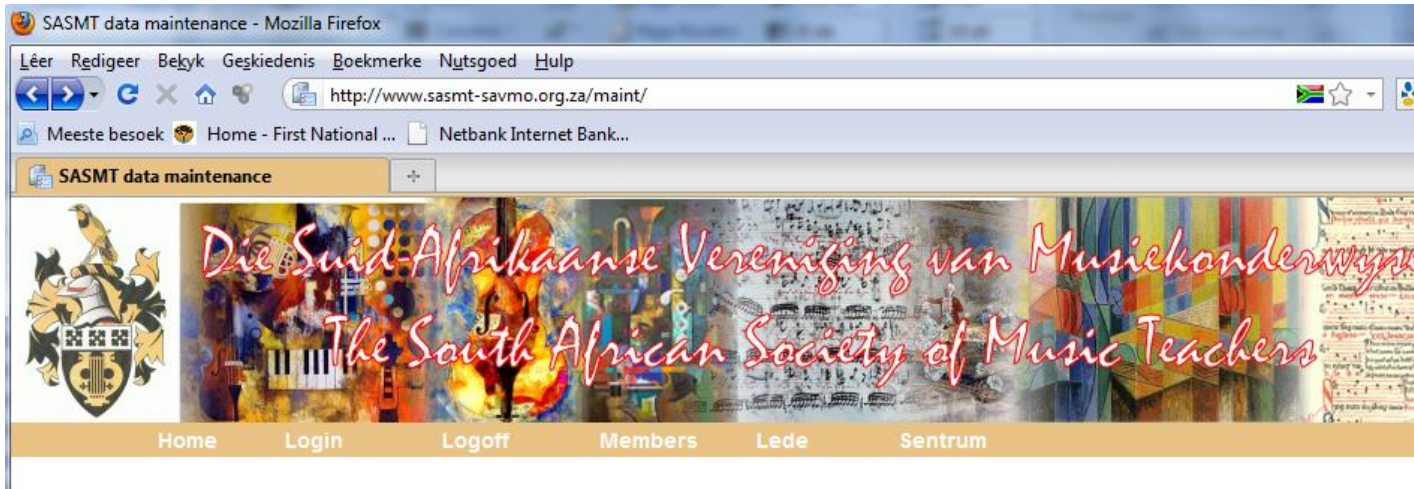 SASMT data maintenance - Mozilla Firefox
Lêer Redigeer Bekyk Geskiedenis Boekmerke Nutsgoed Hulp
http://www.sasmt-savmo.org.za/maint/
Meeste besoek Home - First National ... Netbank Internet Bank...
SASMT data maintenance
Die Suid-Afrikaanse Vereniging van Musiekonderwyse
The South African Society of Music Teachers
Home Login Logoff Members Lede Sentrum